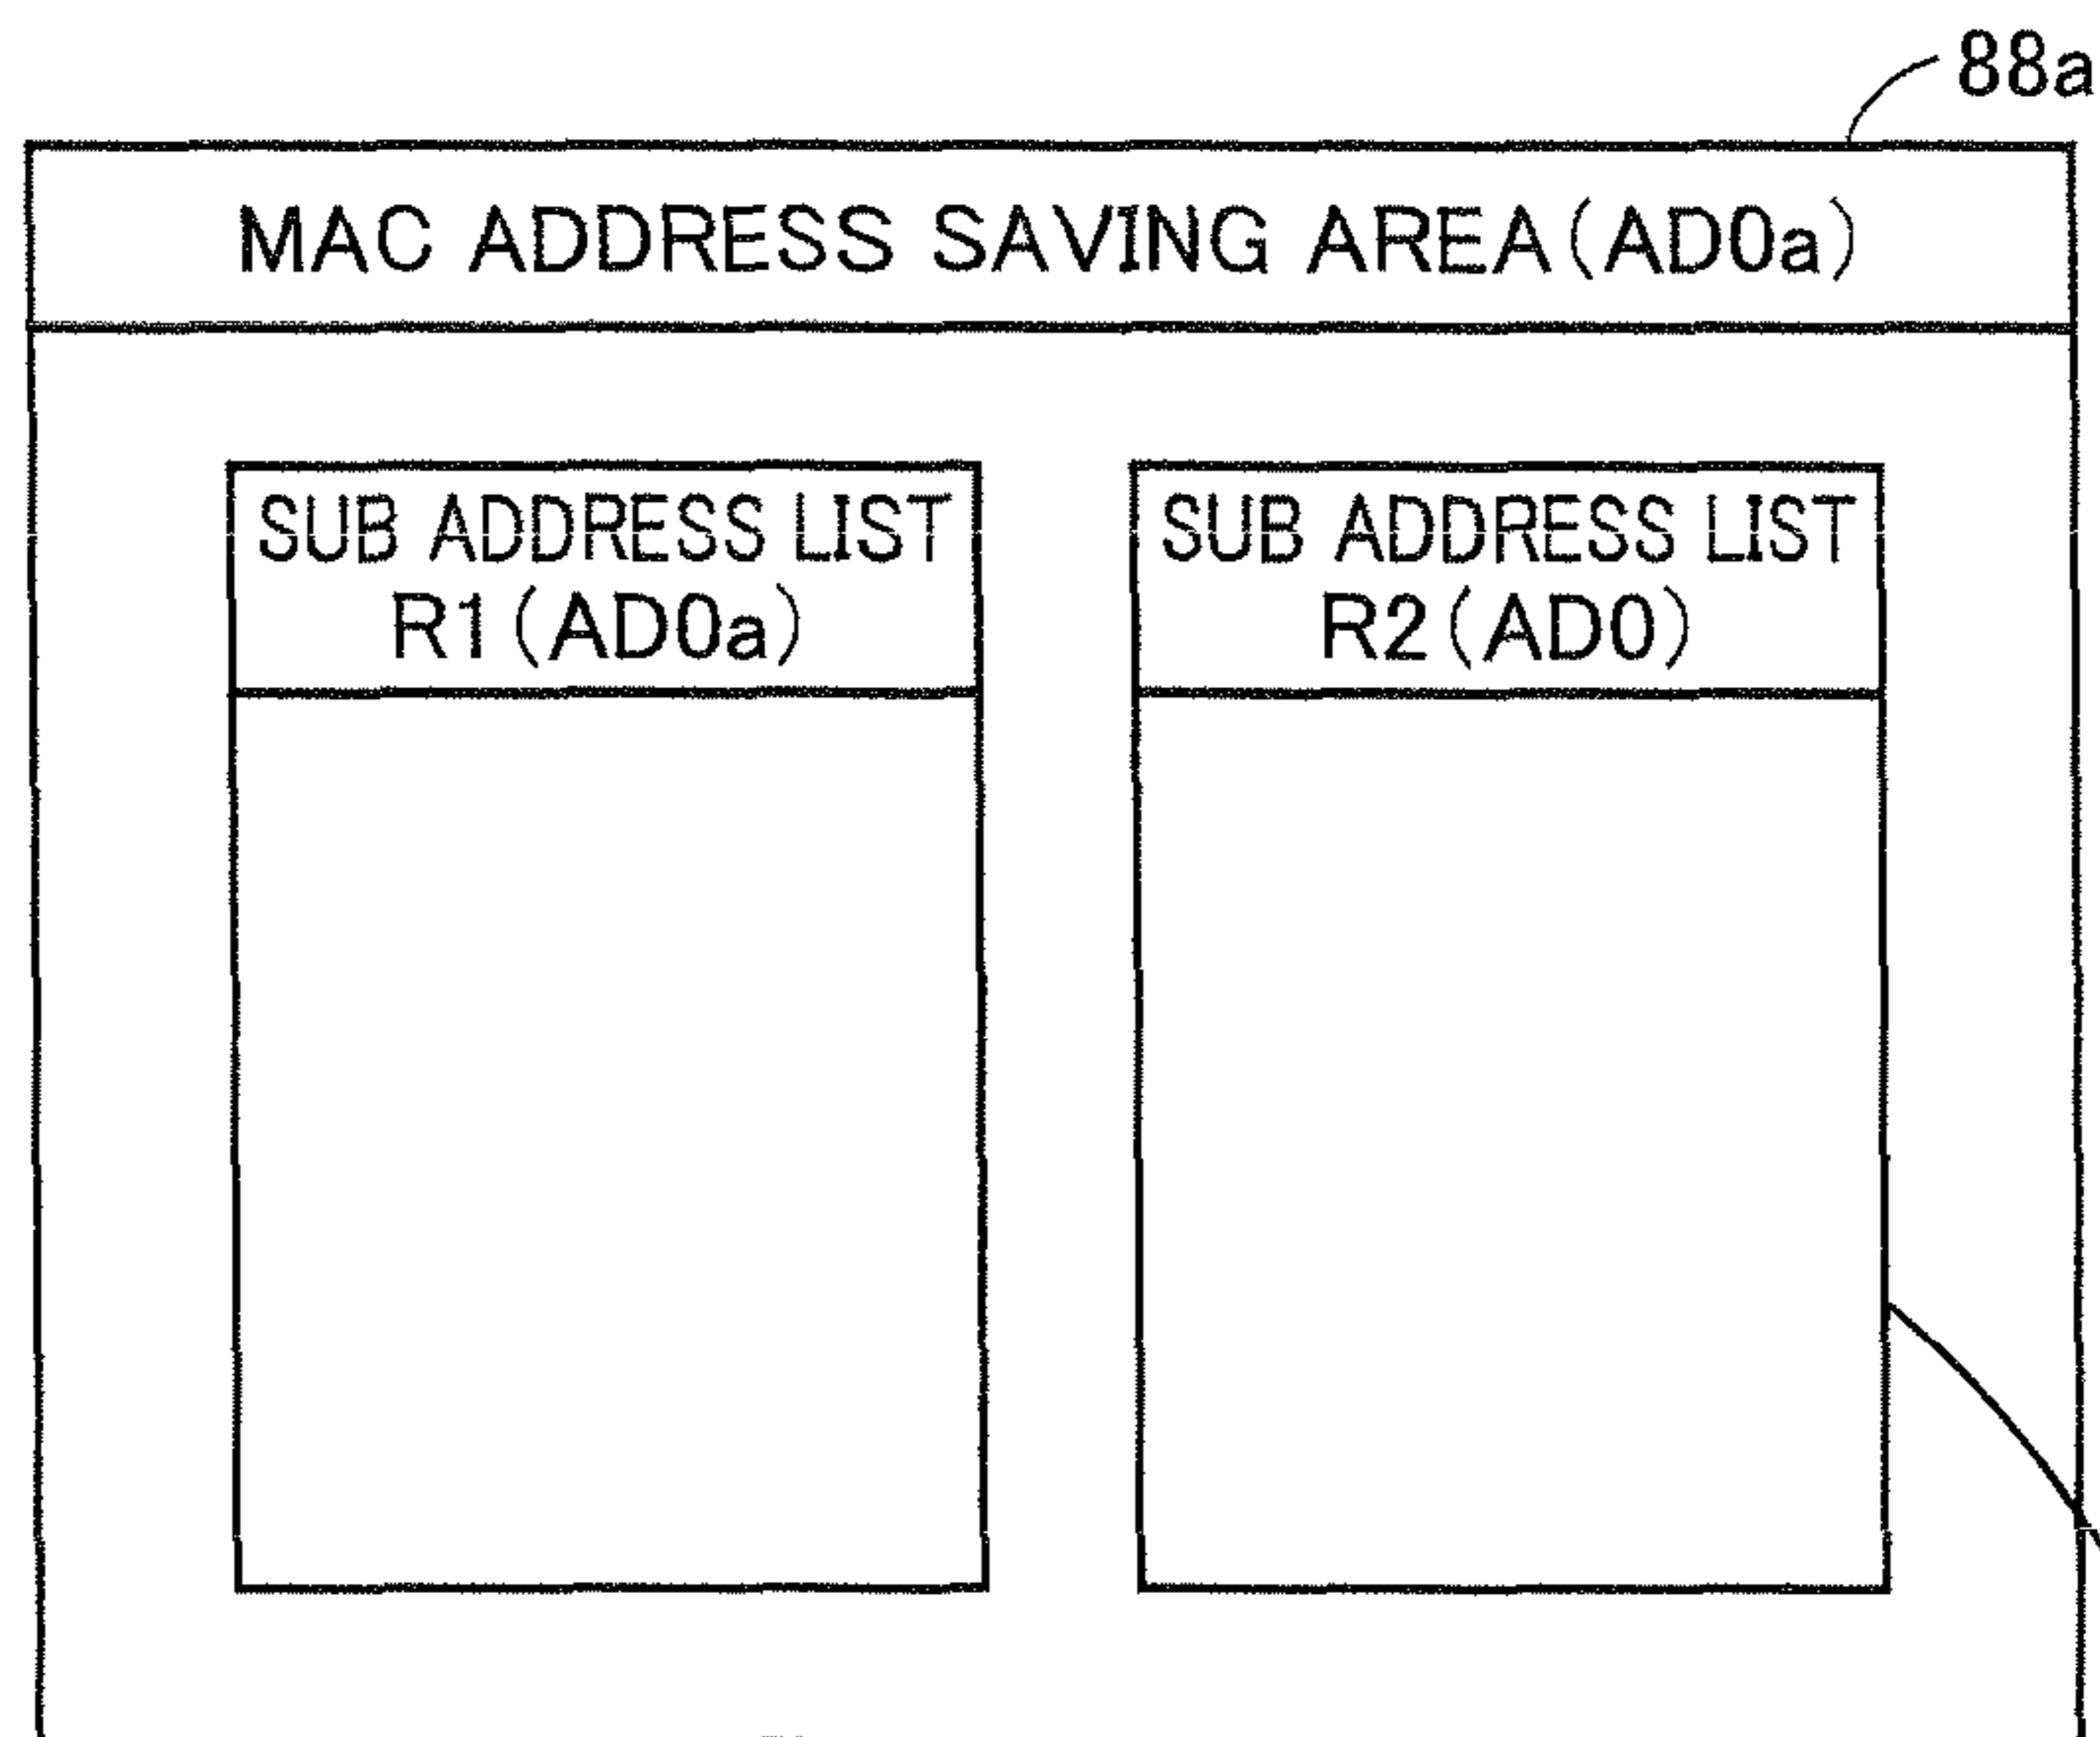 88a
MAC ADDRESS SAVING AREA(AD0a)
SUB ADDRESS LIST
R1(AD0a)
SUB ADDRESS LIST
R2(AD0)